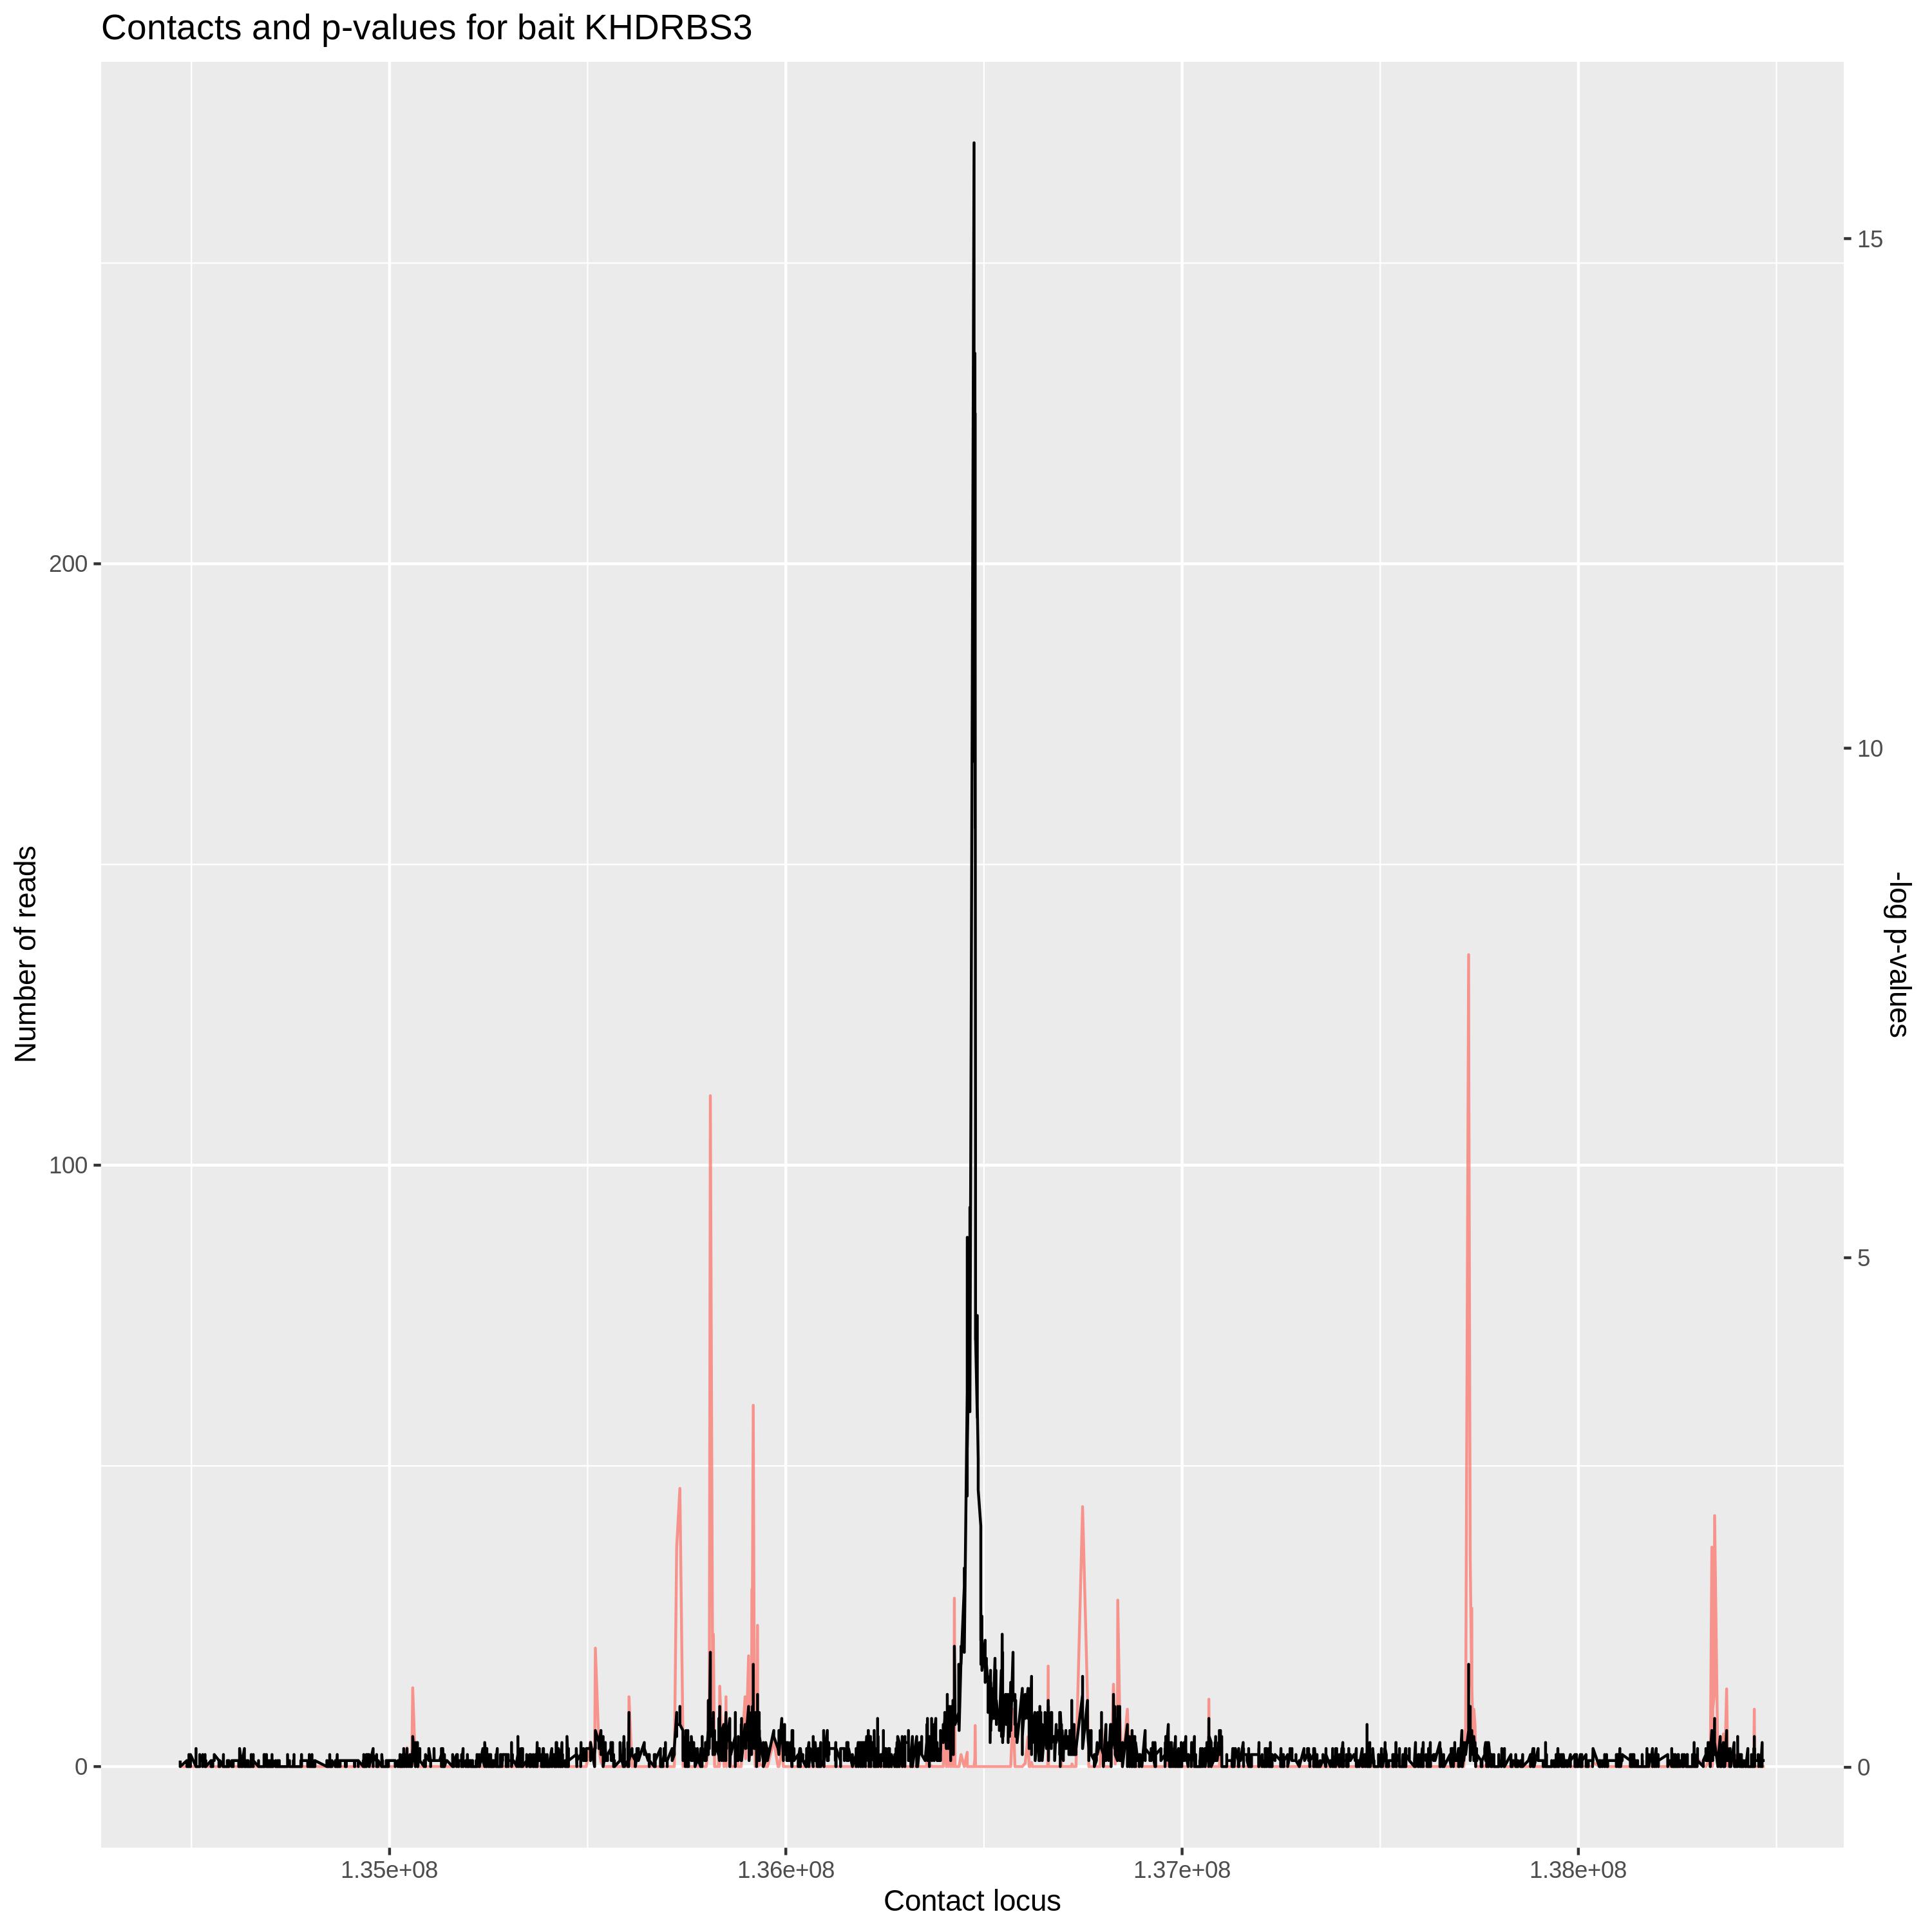 Contacts and p-values for bait KHDRBS3
15
200
10
Number of reads
-log p-values
100
5
0
0
1.35e+08
1.36e+08
1.37e+08
1.38e+08
Contact locus